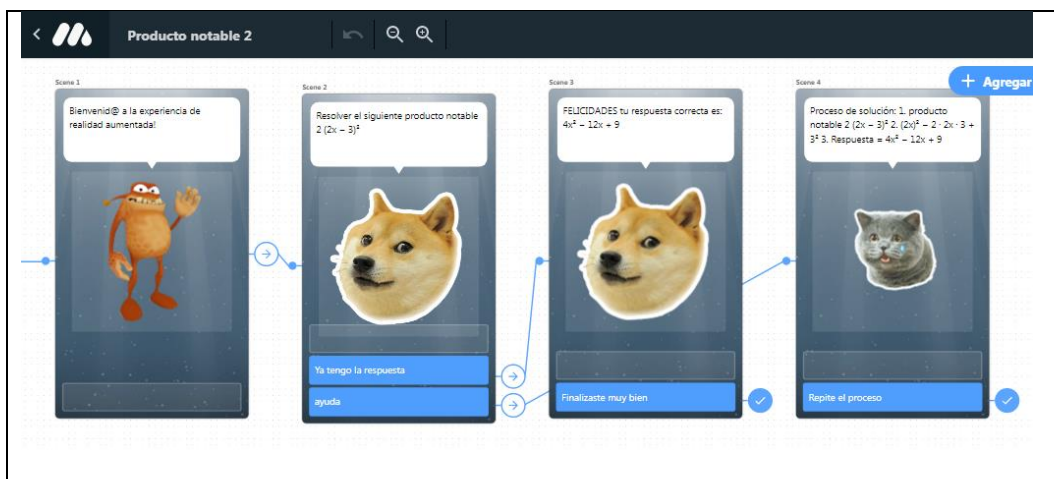 Producto notable 2
+ Agregar
Scene 1
Bienvenid@ a la experiencia de
realidad aumentada!
Scene 2
Resolver el siguiente producto notable
2 (2x – 3)²
Ya tengo la respuesta
ayuda
Scene 3
FELICIDADES tu respuesta correcta es:
4x² – 12x + 9
Finalizaste muy bien
Scene 4
Proceso de solución: 1. producto
notable 2 (2x – 3)² 2. (2x)² – 2 · 2x · 3 +
3² 3. Respuesta = 4x² – 12x + 9
Repite el proceso